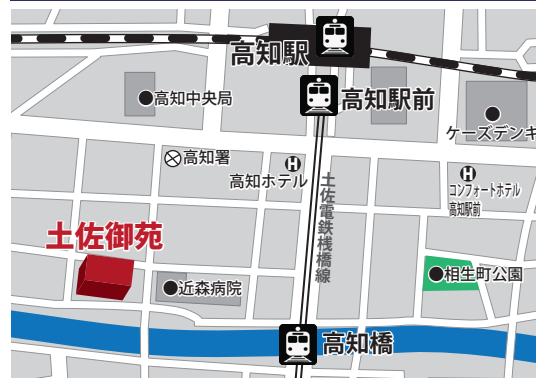 高知駅
高知駅前
高知中央局
ケーズデンキ
高知署
H
高知ホテル
H
コンフォートホテル
高知駅前
土佐電鉄桟橋線
土佐御苑
近森病院
相生町公園
高知橋